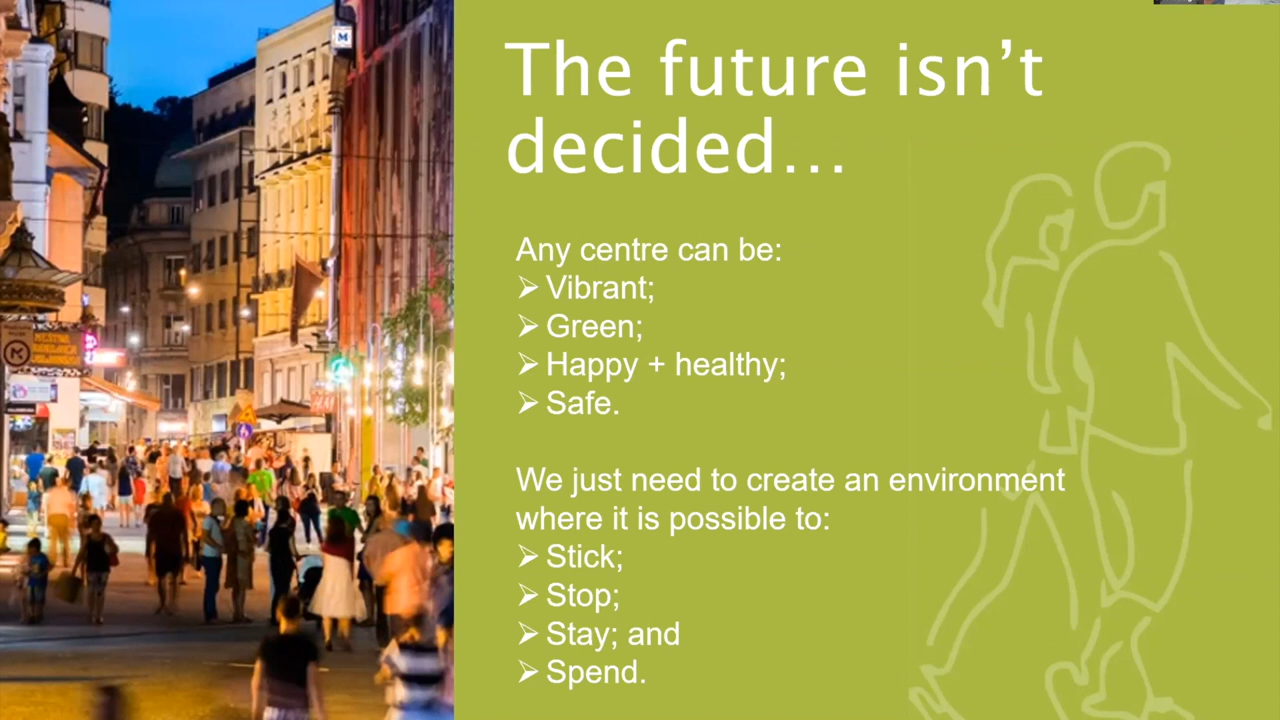 M
The future isn't
decided...
Any centre can be:
➢ Vibrant;
➢ Green;
➢ Happy + healthy;
➢ Safe.
We just need to create an environment
where it is possible to:
➢ Stick;
➢ Stop;
➢ Stay; and
➢ Spend.